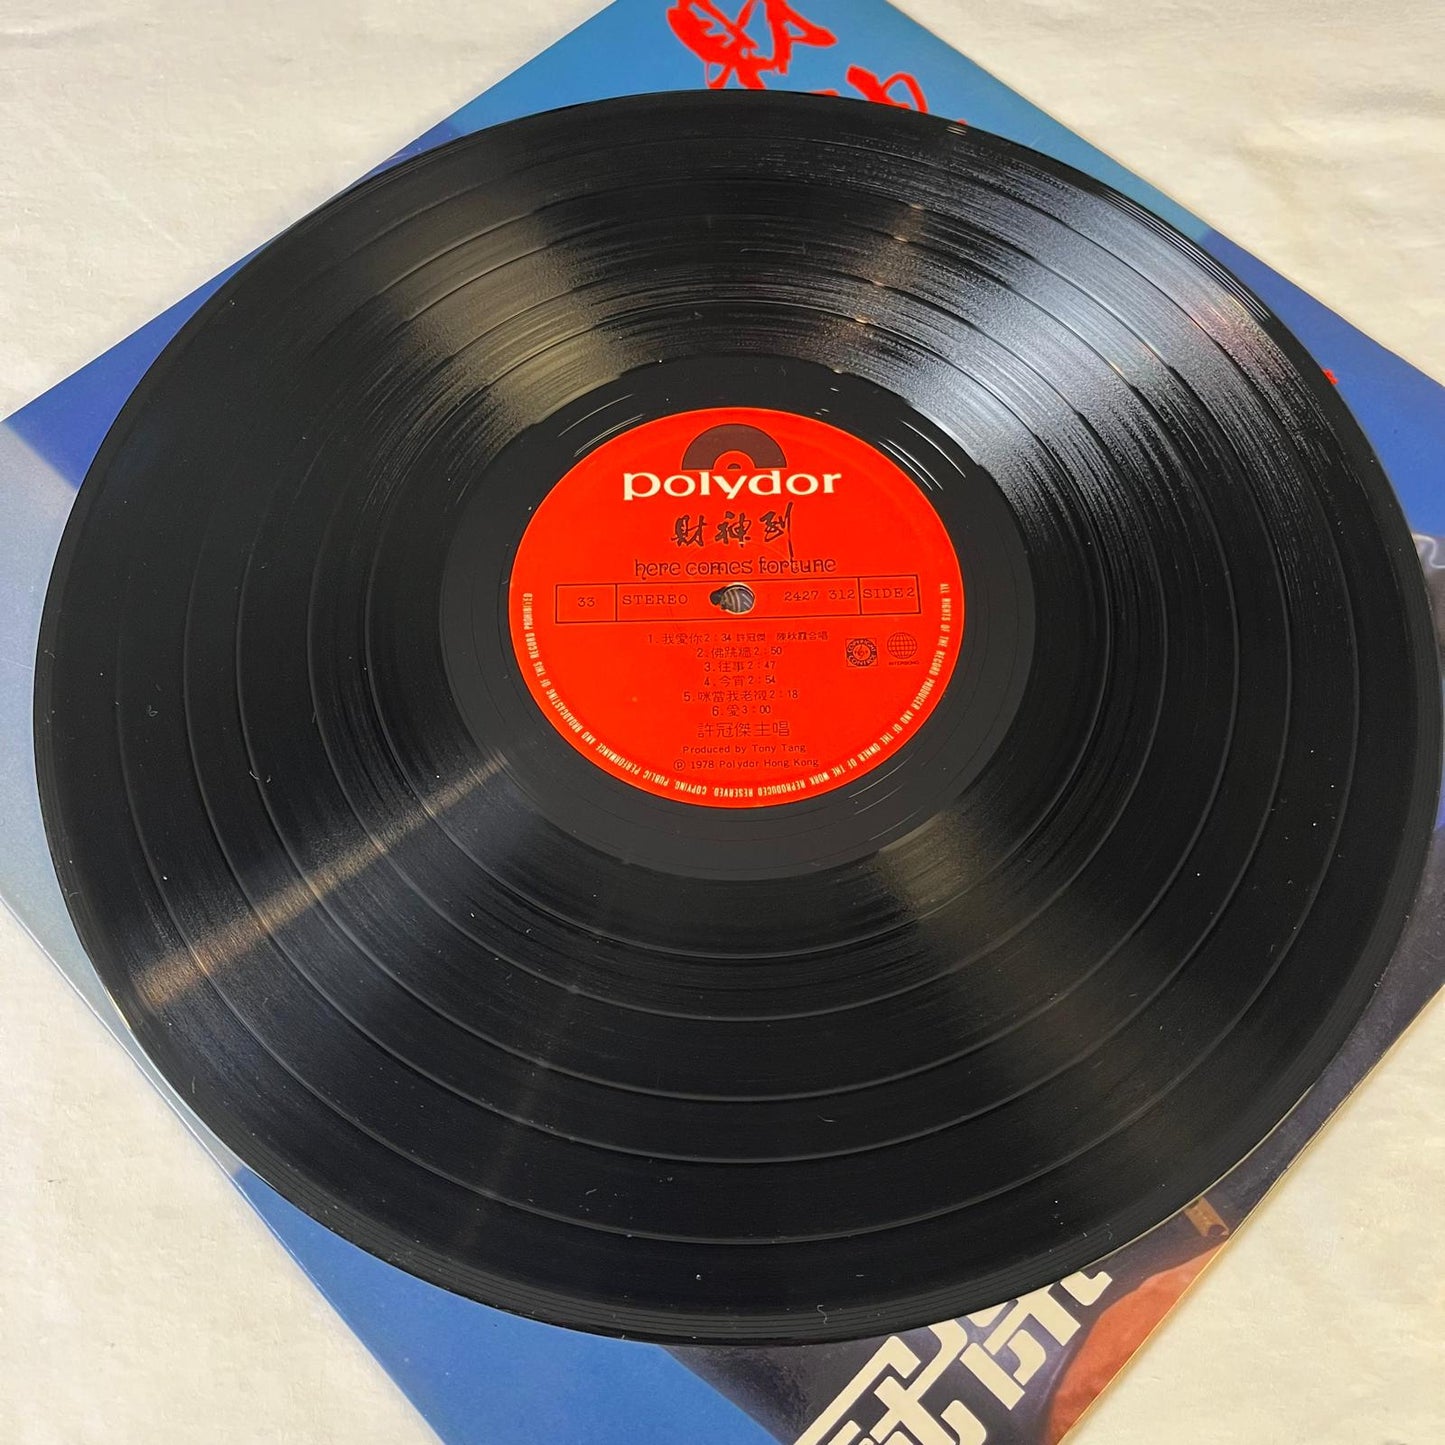 polydor
財神到
here comes fortune
33 STEREO 2427 312 SIDE 2
1. 我愛你 2:34 許冠傑 陳秋霞合唱
2. 佛跳牆 2:50
3. 往事 2:47
4. 今宵 2:54
5. 咪當我老襯 2:18
6. 愛 3:00
許冠傑主唱
Produced by Tony Tang
℗ 1978 Polydor Hong Kong
ALL RIGHTS OF THE RECORD PRODUCER AND OF THE OWNER OF THE WORK REPRODUCED RESERVED. COPYING, PUBLIC PERFORMANCE AND BROADCASTING OF THIS RECORD PROHIBITED
INTERSONG